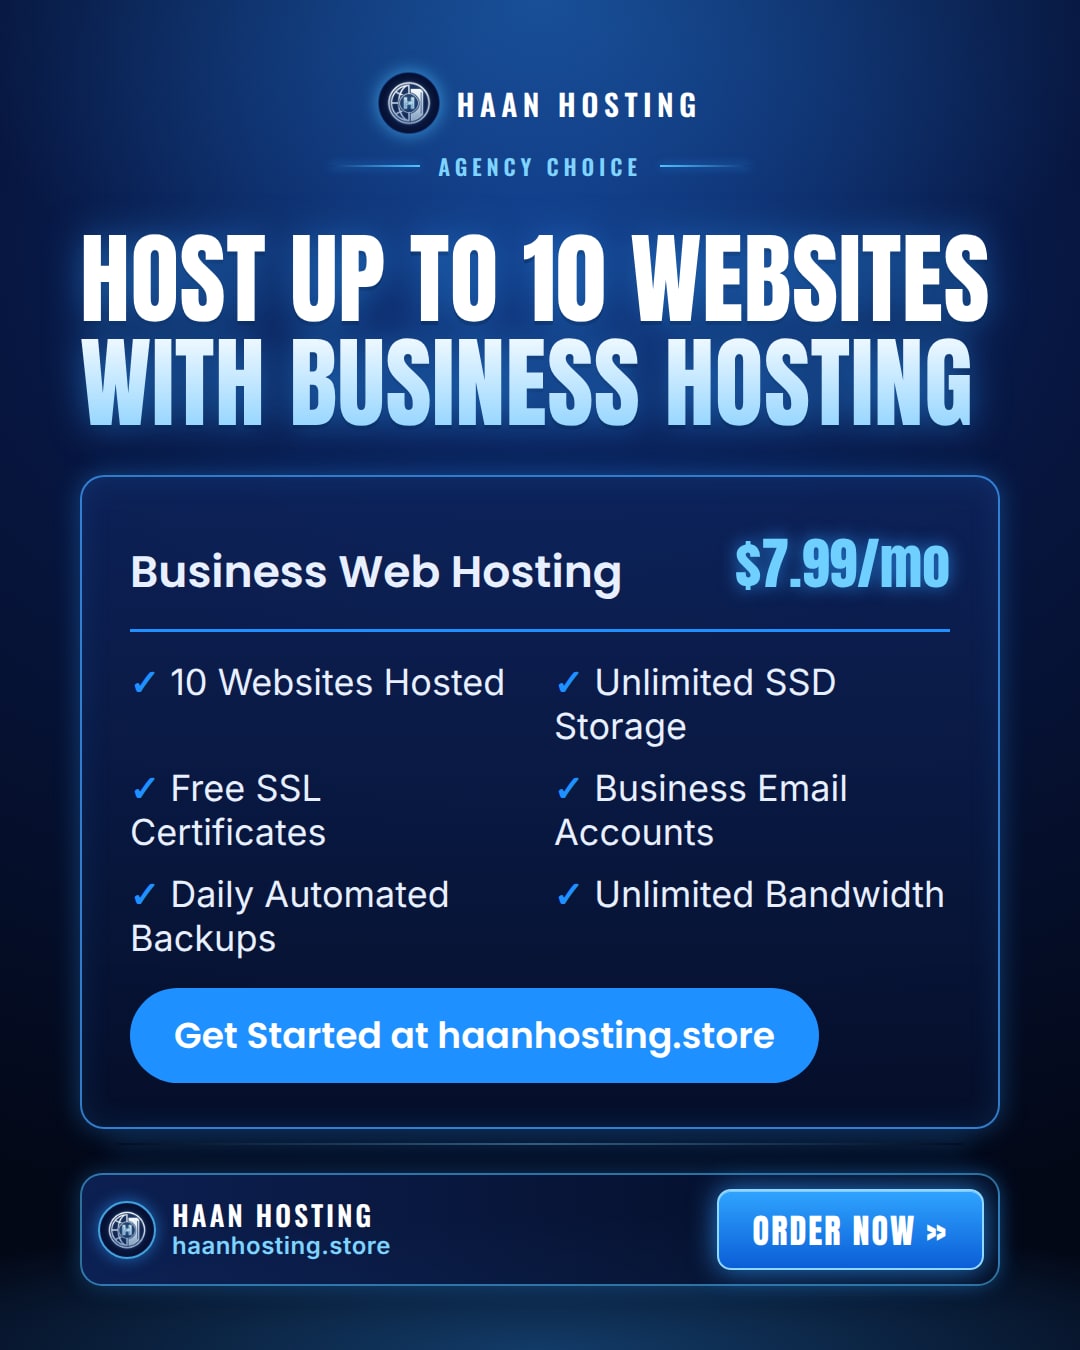 HAAN HOSTING
AGENCY CHOICE
HOST UP TO 10 WEBSITES
WITH BUSINESS HOSTING
Business Web Hosting
$7.99/mo
✓ 10 Websites Hosted
✓ Unlimited SSD
Storage
✓ Free SSL
Certificates
✓ Business Email
Accounts
✓ Daily Automated
Backups
✓ Unlimited Bandwidth
Get Started at haanhosting.store
HAAN HOSTING
haanhosting.store
ORDER NOW »